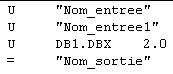 U "Nom_entree"
U "Nom_entree1"
U DB1.DBX 2.0
= "Nom_sortie"